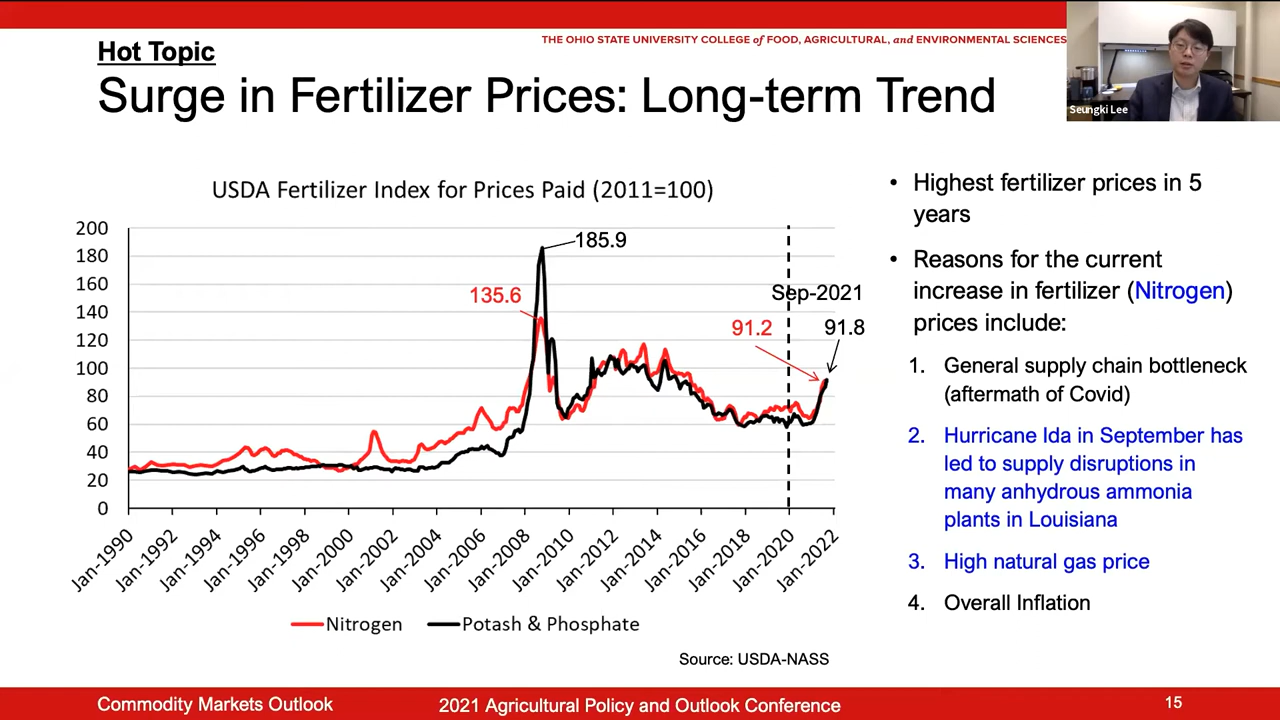 THE OHIO STATE UNIVERSITY COLLEGE of FOOD, AGRICULTURAL, and ENVIRONMENTAL SCIENCES
Hot Topic
Surge in Fertilizer Prices: Long-term Trend
Seungki Lee
USDA Fertilizer Index for Prices Paid (2011=100)
200
180
160
140
120
100
80
60
40
20
0
185.9
135.6
Sep-2021
91.2
91.8
Jan-1990
Jan-1992
Jan-1994
Jan-1996
Jan-1998
Jan-2000
Jan-2002
Jan-2004
Jan-2006
Jan-2008
Jan-2010
Jan-2012
Jan-2014
Jan-2016
Jan-2018
Jan-2020
Jan-2022
Nitrogen
Potash & Phosphate
Source: USDA-NASS
• Highest fertilizer prices in 5
years
• Reasons for the current
increase in fertilizer (Nitrogen)
prices include:
1. General supply chain bottleneck
(aftermath of Covid)
2. Hurricane Ida in September has
led to supply disruptions in
many anhydrous ammonia
plants in Louisiana
3. High natural gas price
4. Overall Inflation
Commodity Markets Outlook
2021 Agricultural Policy and Outlook Conference
15